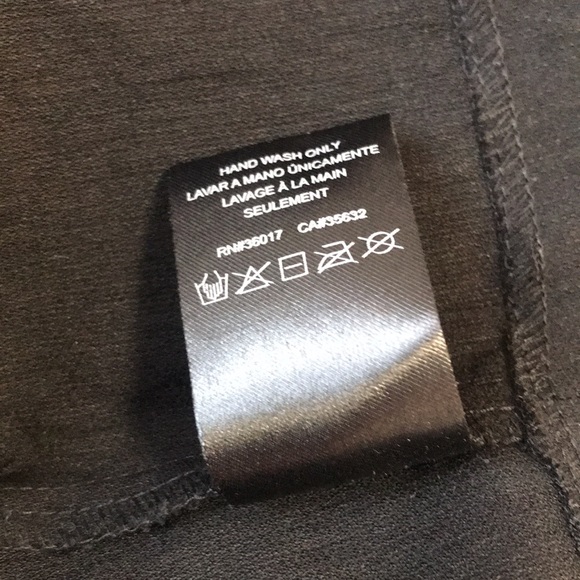 HAND WASH ONLY
LAVAR A MANO ÚNICAMENTE
LAVAGE À LA MAIN
SEULEMENT
RN#36017 CA#35632